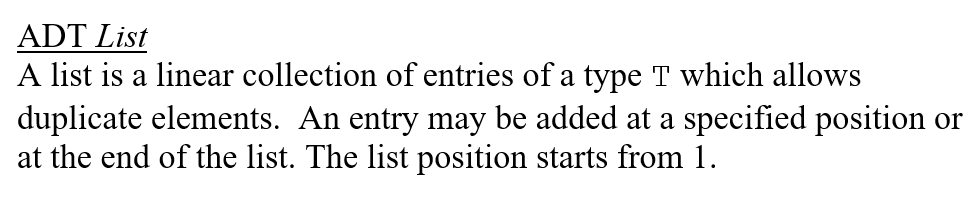 ADT List
A list is a linear collection of entries of a type T which allows
duplicate elements.  An entry may be added at a specified position or
at the end of the list. The list position starts from 1.